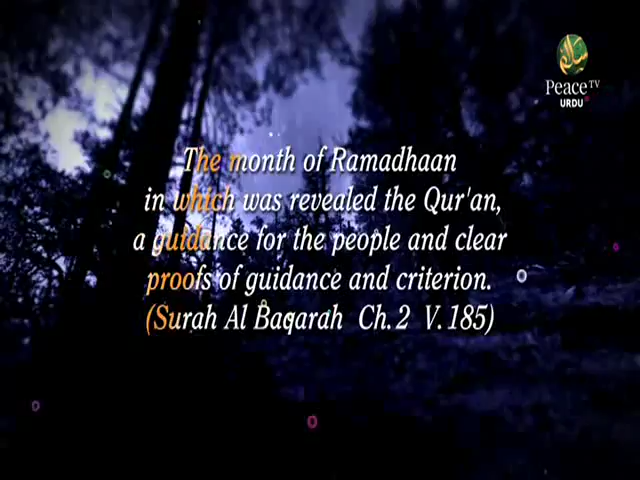 سلام
Peace TV
URDU
The month of Ramadhaan
in which was revealed the Qur'an,
a guidance for the people and clear
proofs of guidance and criterion.
(Surah Al Baqarah Ch. 2 V. 185)